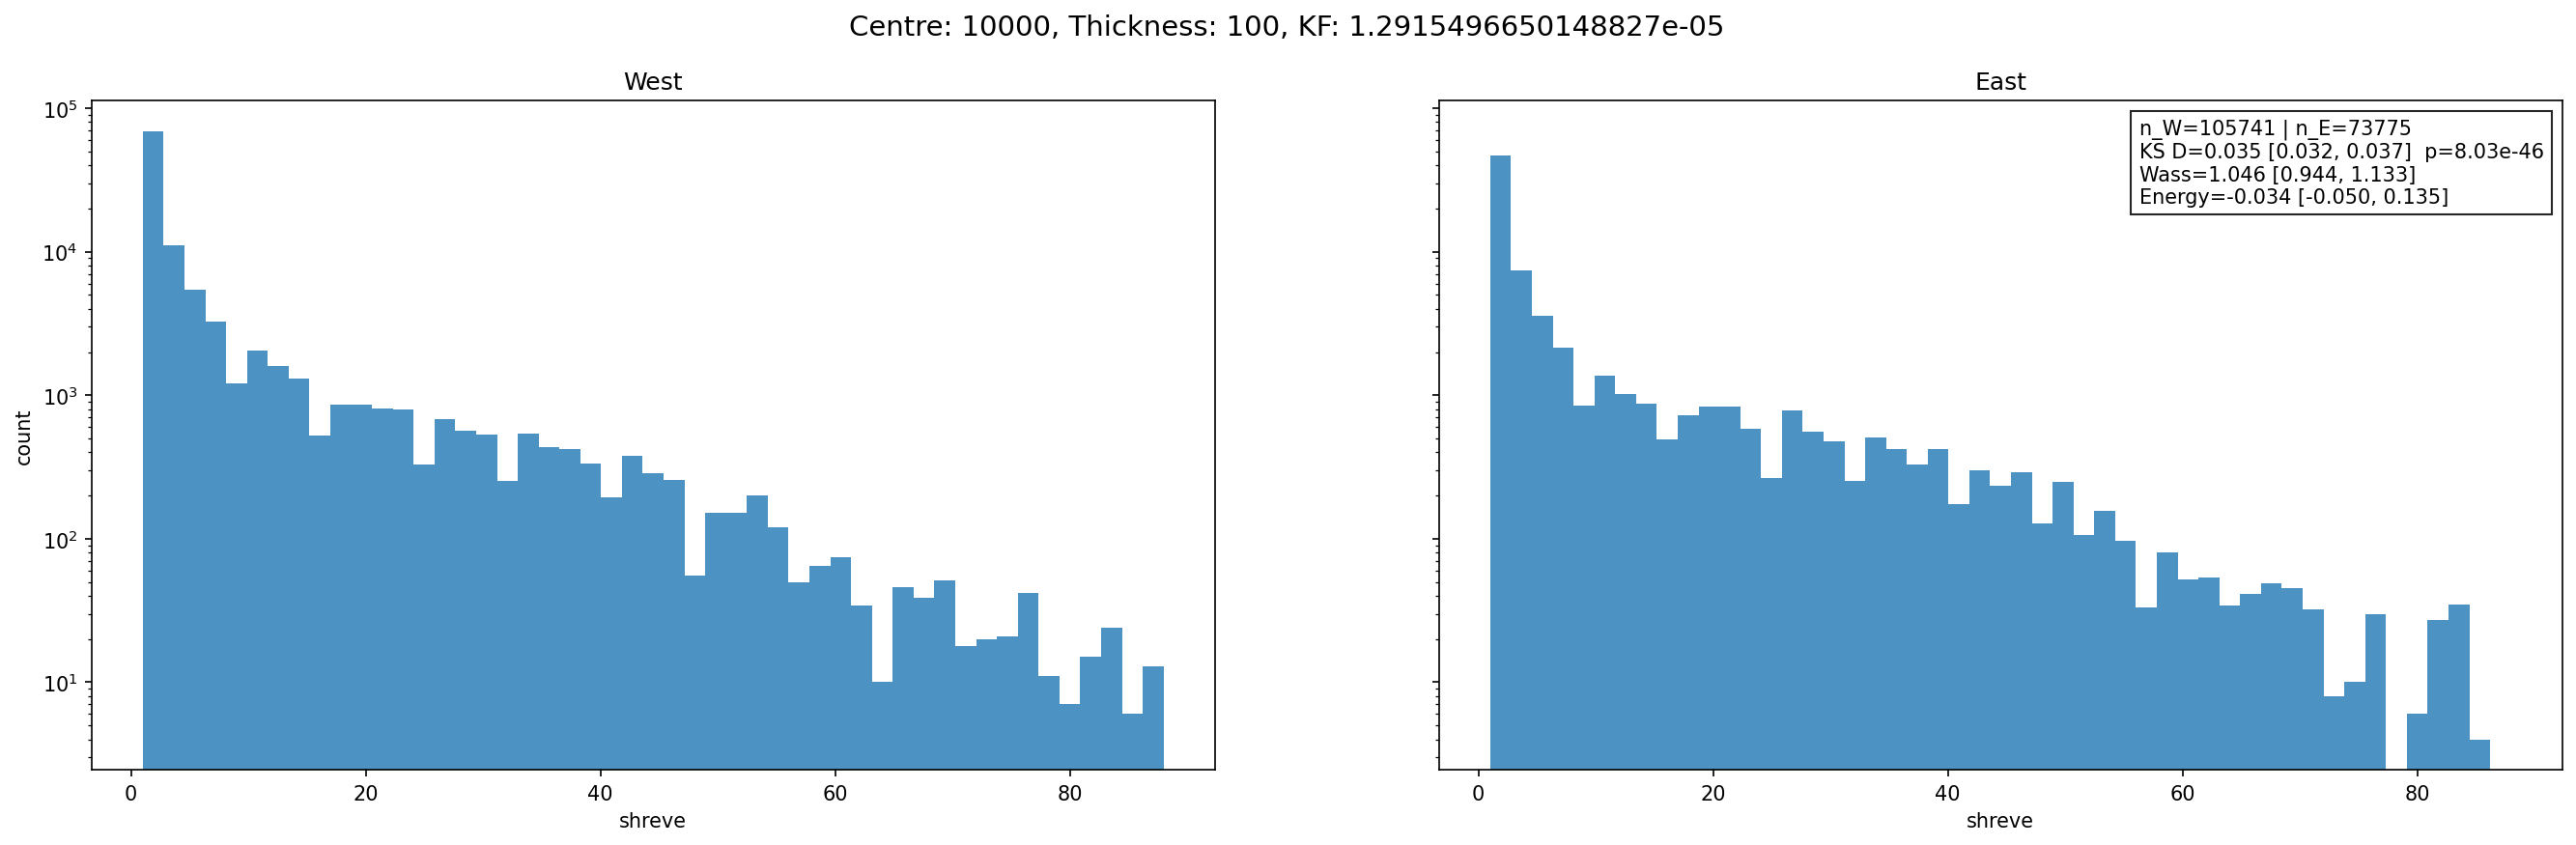 Centre: 10000, Thickness: 100, KF: 1.2915496650148827e-05
West
East
10⁵
10⁴
10³
10²
10¹
count
0 20 40 60 80
shreve
n_W=105741 | n_E=73775
KS D=0.035 [0.032, 0.037]  p=8.03e-46
Wass=1.046 [0.944, 1.133]
Energy=-0.034 [-0.050, 0.135]
0 20 40 60 80
shreve